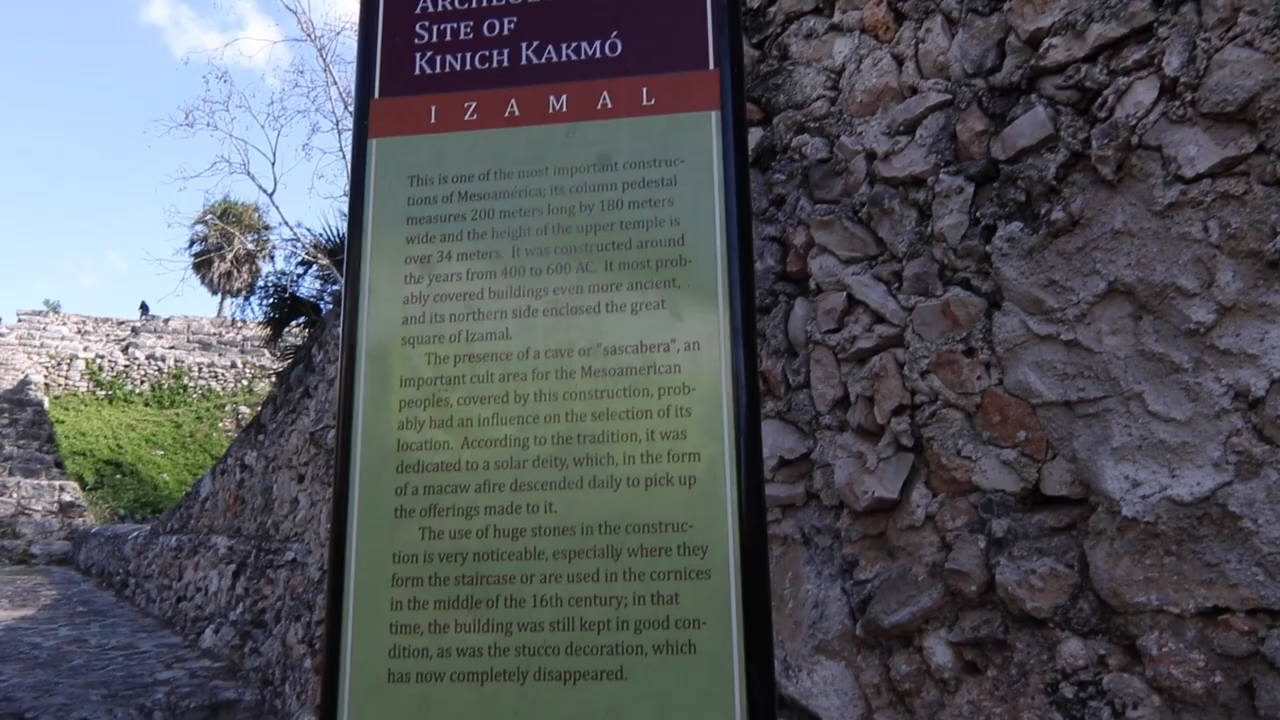 SITE OF
KINICH KAKMÓ
IZAMAL
This is one of the most important construc-
tions of Mesoamérica; its column pedestal
measures 200 meters long by 180 meters
wide and the height of the upper temple is
over 34 meters. It was constructed around
the years from 400 to 600 AC. It most prob-
ably covered buildings even more ancient,
and its northern side enclosed the great
square of Izamal.
The presence of a cave or "sascabera", an
important cult area for the Mesoamerican
peoples, covered by this construction, prob-
ably had an influence on the selection of its
location. According to the tradition, it was
dedicated to a solar deity, which, in the form
of a macaw afire descended daily to pick up
the offerings made to it.
The use of huge stones in the construc-
tion is very noticeable, especially where they
form the staircase or are used in the cornices
in the middle of the 16th century; in that
time, the building was still kept in good con-
dition, as was the stucco decoration, which
has now completely disappeared.